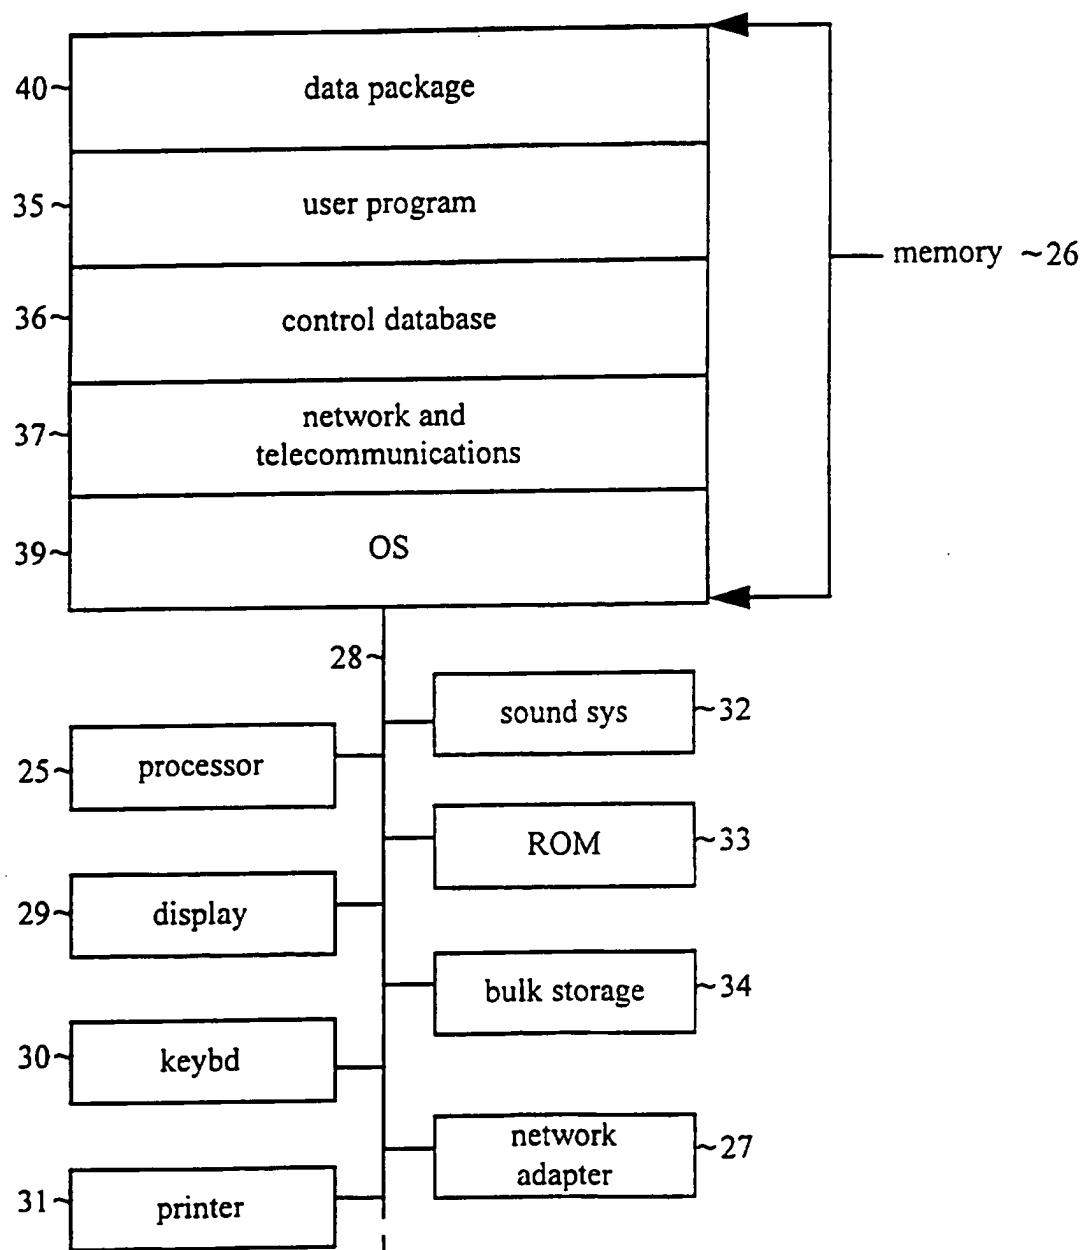 40~ data package
35~ user program
36~ control database
37~ network and
telecommunications
39~ OS
memory ~26
28~
sound sys ~32
25~ processor
ROM ~33
29~ display
bulk storage ~34
30~ keybd
network
adapter ~27
31~ printer